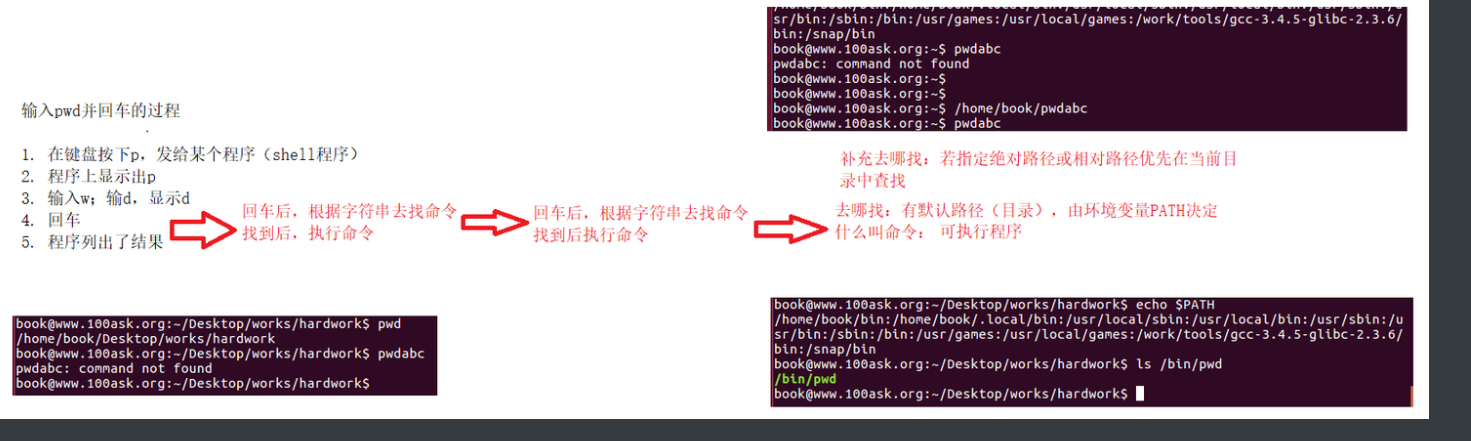 输入pwd并回车的过程
1. 在键盘按下p，发给某个程序（shell程序）
2. 程序上显示出p
3. 输入w；输d，显示d
4. 回车
5. 程序列出了结果
回车后，根据字符串去找命令
找到后，执行命令
回车后，根据字符串去找命令
找到后执行命令
sr/bin:/sbin:/bin:/usr/games:/usr/local/games:/work/tools/gcc-3.4.5-glibc-2.3.6/
bin:/snap/bin
book@www.100ask.org:~$ pwdabc
pwdabc: command not found
book@www.100ask.org:~$
book@www.100ask.org:~$
book@www.100ask.org:~$ /home/book/pwdabc
book@www.100ask.org:~$ pwdabc
补充去哪找：若指定绝对路径或相对路径优先在当前目
录中查找
去哪找：有默认路径（目录），由环境变量PATH决定
什么叫命令； 可执行程序
book@www.100ask.org:~/Desktop/works/hardwork$ pwd
/home/book/Desktop/works/hardwork
book@www.100ask.org:~/Desktop/works/hardwork$ pwdabc
pwdabc: command not found
book@www.100ask.org:~/Desktop/works/hardwork$
book@www.100ask.org:~/Desktop/works/hardwork$ echo $PATH
/home/book/bin:/home/book/.local/bin:/usr/local/sbin:/usr/local/bin:/usr/sbin:/u
sr/bin:/sbin:/bin:/usr/games:/usr/local/games:/work/tools/gcc-3.4.5-glibc-2.3.6/
bin:/snap/bin
book@www.100ask.org:~/Desktop/works/hardwork$ ls /bin/pwd
/bin/pwd
book@www.100ask.org:~/Desktop/works/hardwork$